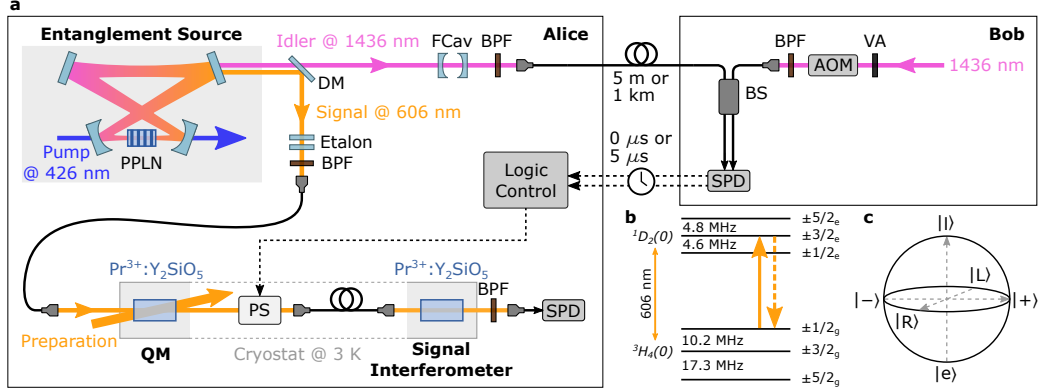 a
Entanglement Source
Idler @ 1436 nm
FCav
BPF
Alice
DM
Signal @ 606 nm
Etalon
BPF
Pump
@ 426 nm
PPLN
5 m or
1 km
Bob
BPF
AOM
VA
1436 nm
BS
0 μs or
5 μs
SPD
Logic
Control
Pr³⁺:Y₂SiO₅
Pr³⁺:Y₂SiO₅
BPF
PS
SPD
Preparation
QM
Cryostat @ 3 K
Signal
Interferometer
b
±5/2ₑ
4.8 MHz
¹D₂(0)
±3/2ₑ
4.6 MHz
±1/2ₑ
606 nm
±1/2g
10.2 MHz
³H₄(0)
±3/2g
17.3 MHz
±5/2g
c
|l⟩
|L⟩
|−⟩
|+⟩
|R⟩
|e⟩